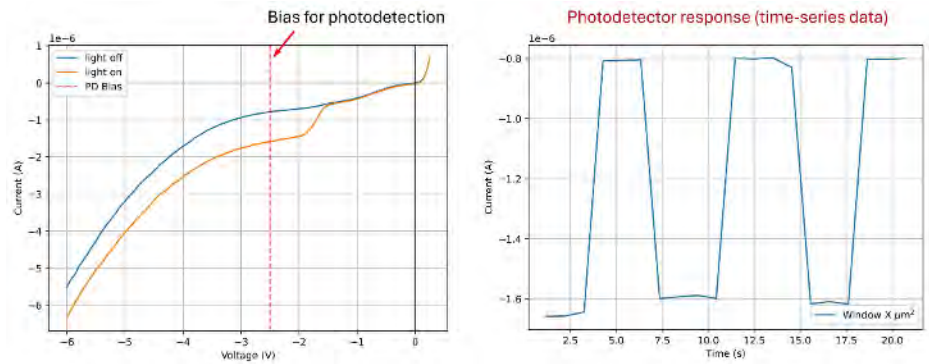 Bias for photodetection
Photodetector response (time-series data)
1e−6
light off
light on
PD Bias
1
0
−1
−2
−3
−4
−5
−6
Current (A)
−6
−5
−4
−3
−2
−1
0
Voltage (V)
1e−6
−0.8
−1.0
−1.2
−1.4
−1.6
Current (A)
Window X μm²
2.5
5.0
7.5
10.0
12.5
15.0
17.5
20.0
Time (s)